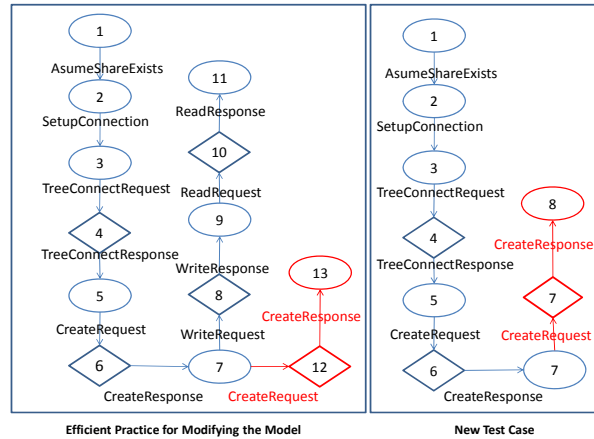 1
AsumeShareExists
2
SetupConnection
3
TreeConnectRequest
4
TreeConnectResponse
5
CreateRequest
6
CreateResponse
7
WriteRequest
8
WriteResponse
9
ReadRequest
10
ReadResponse
11
CreateRequest
12
CreateResponse
13
Efficient Practice for Modifying the Model
1
AsumeShareExists
2
SetupConnection
3
TreeConnectRequest
4
TreeConnectResponse
5
CreateRequest
6
CreateResponse
7
CreateRequest
7
CreateResponse
8
New Test Case